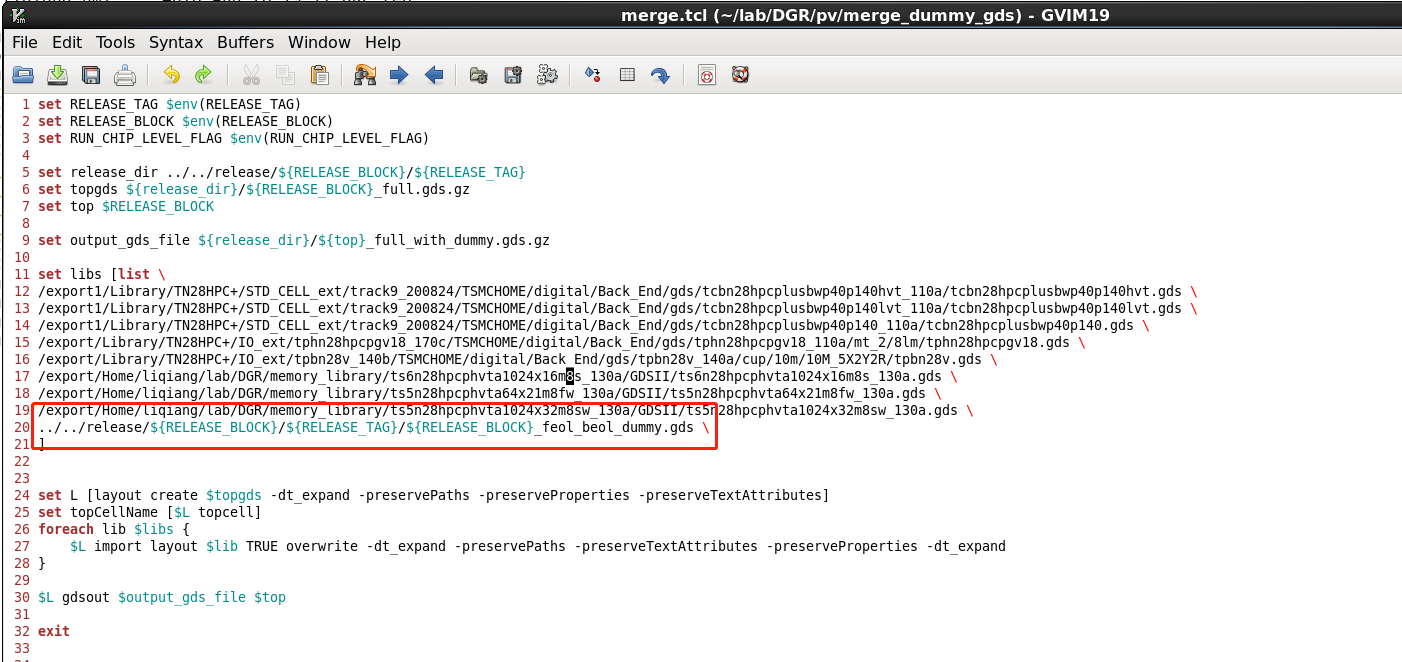 merge.tcl (~/lab/DGR/pv/merge_dummy_gds) - GVIM19
File Edit Tools Syntax Buffers Window Help
1 set RELEASE_TAG $env(RELEASE_TAG)
2 set RELEASE_BLOCK $env(RELEASE_BLOCK)
3 set RUN_CHIP_LEVEL_FLAG $env(RUN_CHIP_LEVEL_FLAG)
4
5 set release_dir ../../release/${RELEASE_BLOCK}/${RELEASE_TAG}
6 set topgds ${release_dir}/${RELEASE_BLOCK}_full.gds.gz
7 set top $RELEASE_BLOCK
8
9 set output_gds_file ${release_dir}/${top}_full_with_dummy.gds.gz
10
11 set libs [list \
12 /export1/Library/TN28HPC+/STD_CELL_ext/track9_200824/TSMCHOME/digital/Back_End/gds/tcbn28hpcplusbwp40p140hvt_110a/tcbn28hpcplusbwp40p140hvt.gds \
13 /export1/Library/TN28HPC+/STD_CELL_ext/track9_200824/TSMCHOME/digital/Back_End/gds/tcbn28hpcplusbwp40p140lvt_110a/tcbn28hpcplusbwp40p140lvt.gds \
14 /export1/Library/TN28HPC+/STD_CELL_ext/track9_200824/TSMCHOME/digital/Back_End/gds/tcbn28hpcplusbwp40p140_110a/tcbn28hpcplusbwp40p140.gds \
15 /export1/Library/TN28HPC+/IO_ext/tphn28hpcpgv18_170c/TSMCHOME/digital/Back_End/gds/tphn28hpcpgv18_110a/mt_2/8lm/tphn28hpcpgv18.gds \
16 /export1/Library/TN28HPC+/IO_ext/tpbn28v_140b/TSMCHOME/digital/Back_End/gds/tpbn28v_140a/cup/10m/10M_5X2Y2R/tpbn28v.gds \
17 /export/Home/liqiang/lab/DGR/memory_library/ts6n28hpcphvta1024x16m8s_130a/GDSII/ts6n28hpcphvta1024x16m8s_130a.gds \
18 /export/Home/liqiang/lab/DGR/memory_library/ts5n28hpcphvta64x21m8fw_130a/GDSII/ts5n28hpcphvta64x21m8fw_130a.gds \
19 /export/Home/liqiang/lab/DGR/memory_library/ts5n28hpcphvta1024x32m8sw_130a/GDSII/ts5n28hpcphvta1024x32m8sw_130a.gds \
20 ../../release/${RELEASE_BLOCK}/${RELEASE_TAG}/${RELEASE_BLOCK}_feol_beol_dummy.gds \
21 ]
22
23
24 set L [layout create $topgds -dt_expand -preservePaths -preserveProperties -preserveTextAttributes]
25 set topCellName [$L topcell]
26 foreach lib $libs {
27 $L import layout $lib TRUE overwrite -dt_expand -preservePaths -preserveTextAttributes -preserveProperties -dt_expand
28 }
29
30 $L gdsout $output_gds_file $top
31
32 exit
33